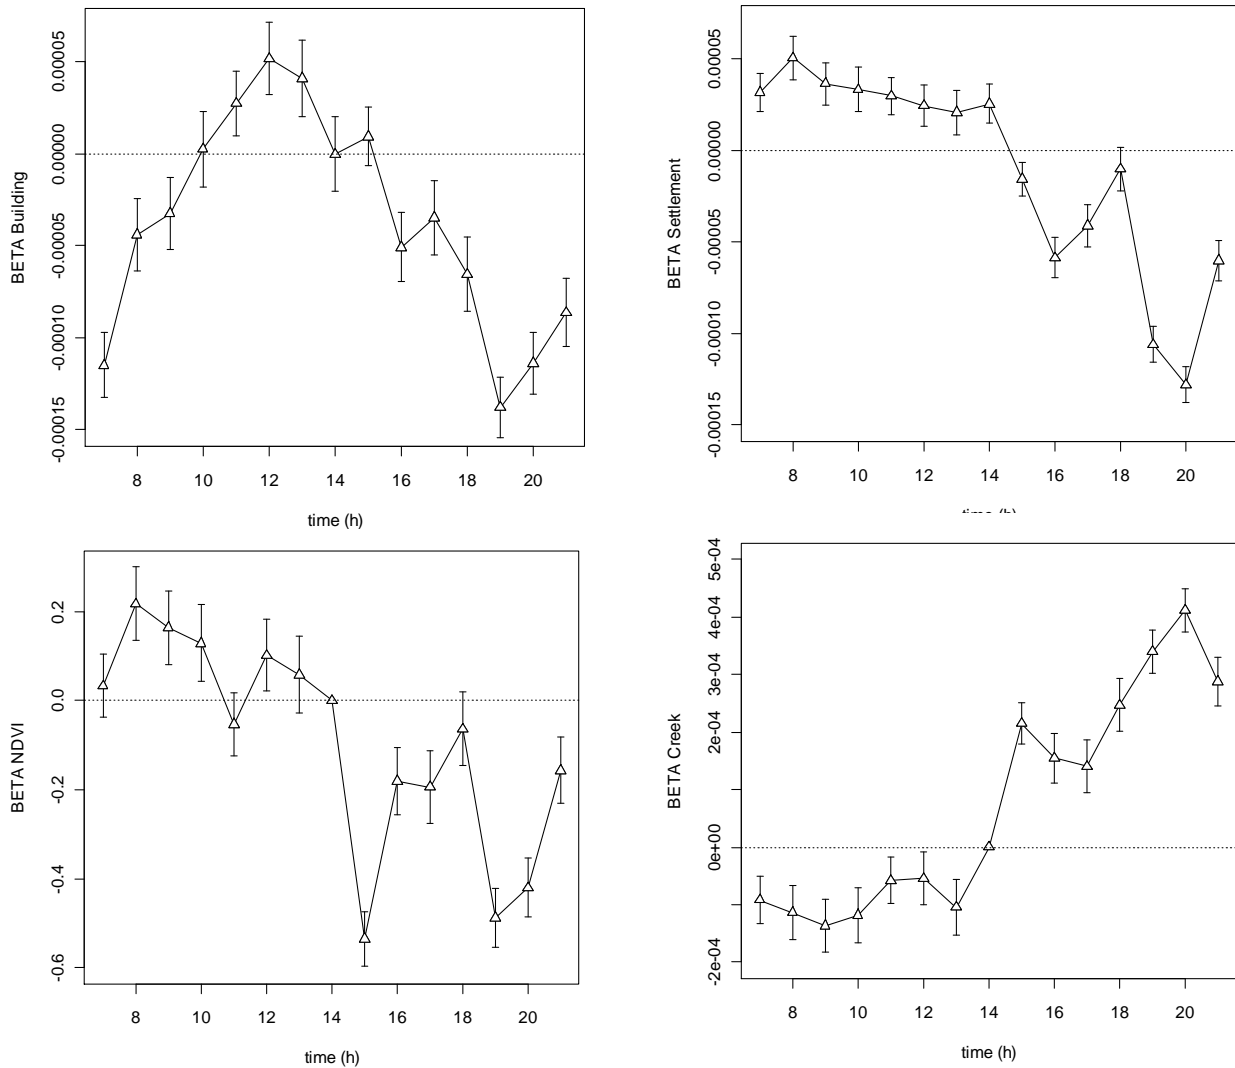 BETA Building
0.00005
0.00000
-0.00005
-0.00010
-0.00015
8 10 12 14 16 18 20
time (h)
BETA Settlement
0.00005
0.00000
-0.00005
-0.00010
-0.00015
8 10 12 14 16 18 20
time (h)
BETA NDVI
0.2
0.0
-0.2
-0.4
-0.6
8 10 12 14 16 18 20
time (h)
BETA Creek
5e-04
4e-04
3e-04
2e-04
0e+00
-2e-04
8 10 12 14 16 18 20
time (h)